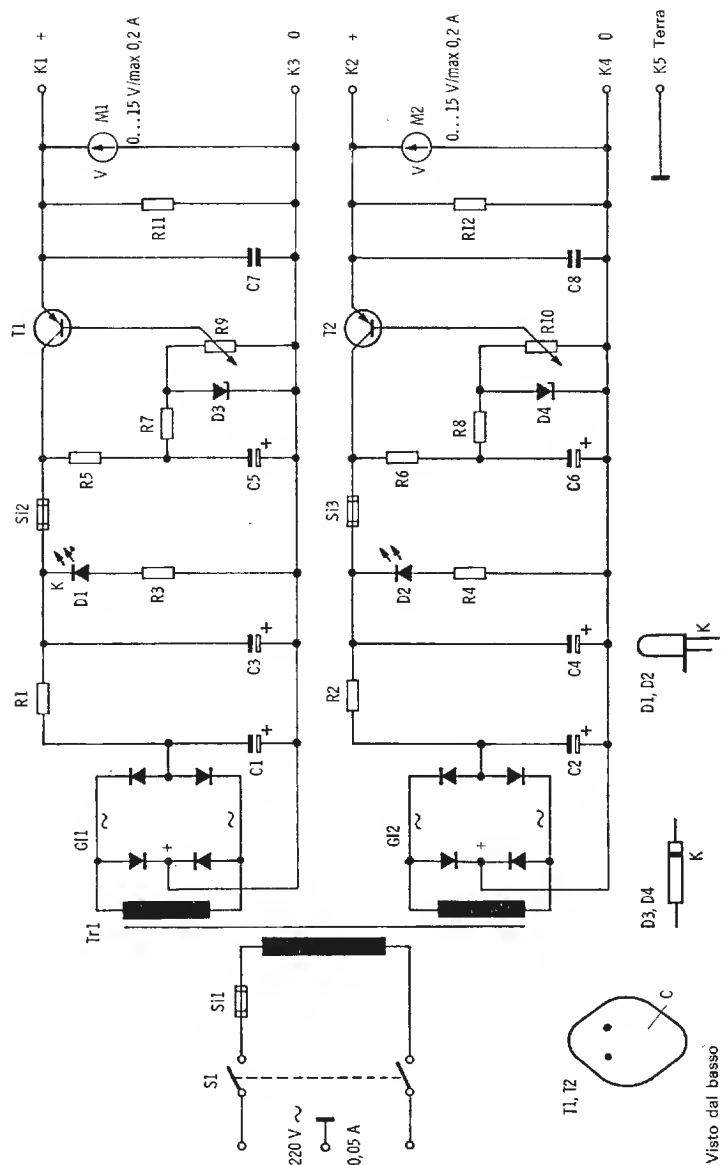 220 V ~
0,05 A
S1
Si1
Tr1
Gl1
~
~
+
C1
+
R1
C3
+
K
D1
R3
Si2
R5
C5
+
R7
D3
R9
T1
C7
R11
V
M1
0...15 V/max 0,2 A
K1 +
K3 0
Gl2
~
~
+
C2
+
R2
C4
+
D2
R4
Si3
R6
C6
+
R8
D4
R10
T2
C8
R12
V
M2
0...15 V/max 0,2 A
K2 +
K4 0
K5 Terra
T1, T2
C
Visto dal basso
D3, D4
K
D1, D2
K